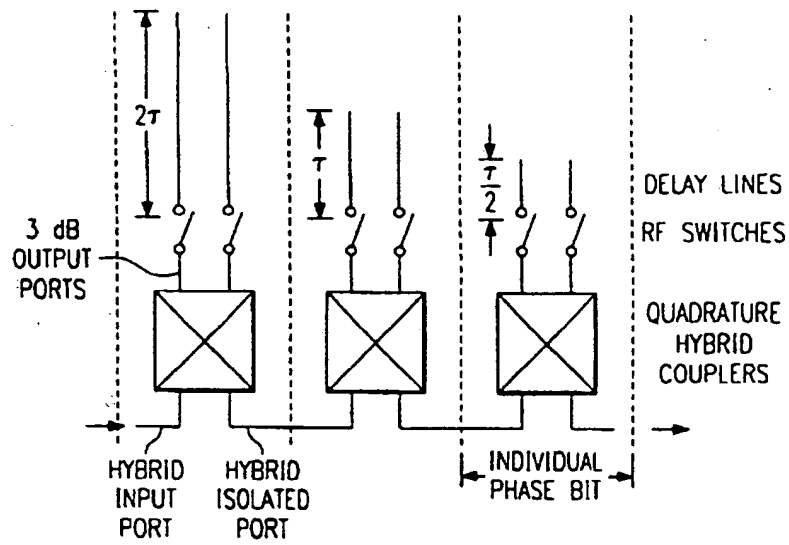 2τ
τ
τ
2
DELAY LINES
RF SWITCHES
3 dB
OUTPUT
PORTS
QUADRATURE
HYBRID
COUPLERS
HYBRID
INPUT
PORT
HYBRID
ISOLATED
PORT
INDIVIDUAL
PHASE BIT